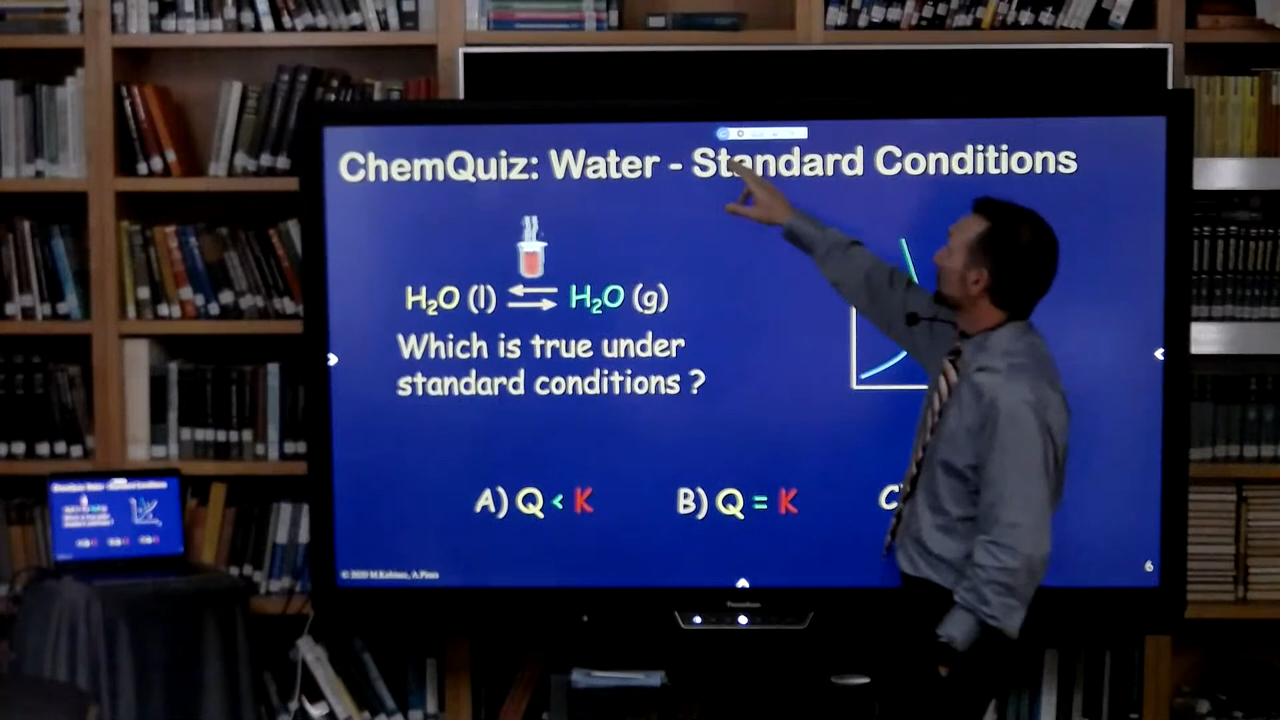 ChemQuiz: Water - Standard Conditions
H₂O (l) ⇌ H₂O (g)
Which is true under
standard conditions ?
A) Q < K
B) Q = K
C
© 2020 M.Kubinec, A.Pines
6